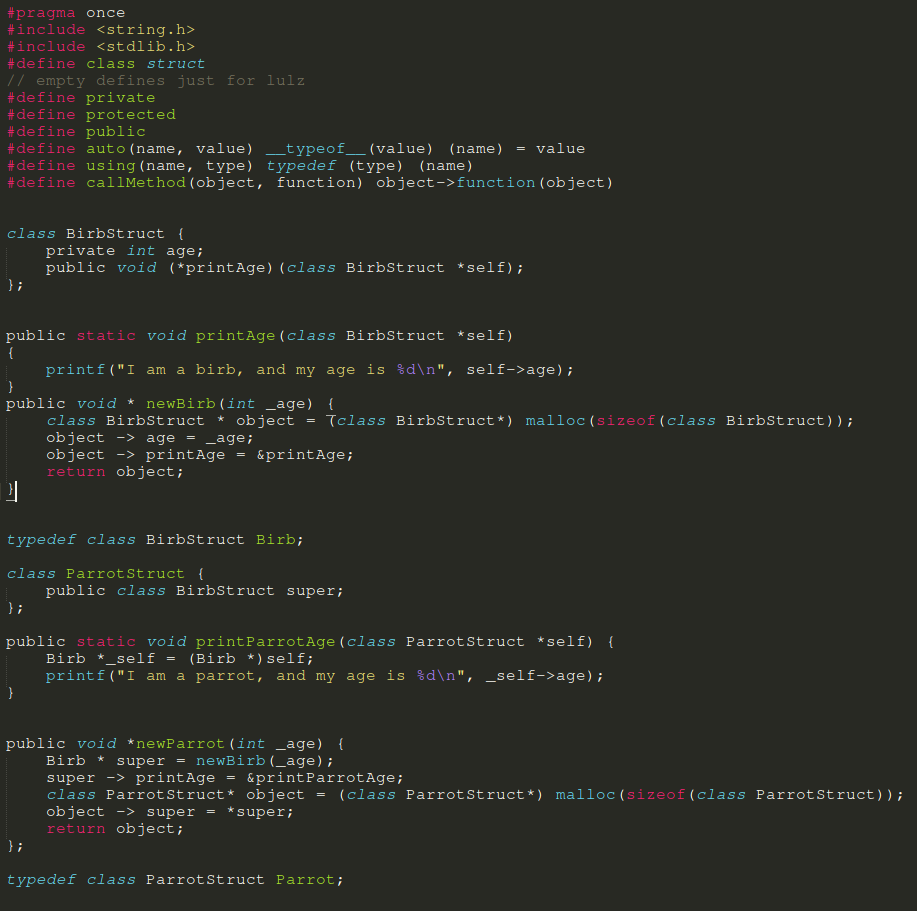 #pragma once
#include <string.h>
#include <stdlib.h>
#define class struct
// empty defines just for lulz
#define private
#define protected
#define public
#define auto(name, value) __typeof__(value) (name) = value
#define using(name, type) typedef (type) (name)
#define callMethod(object, function) object->function(object)
class BirbStruct {
    private int age;
    public void (*printAge)(class BirbStruct *self);
};
public static void printAge(class BirbStruct *self)
{
    printf("I am a birb, and my age is %d\n", self->age);
}
public void * newBirb(int _age) {
    class BirbStruct * object = (class BirbStruct*) malloc(sizeof(class BirbStruct));
    object -> age = _age;
    object -> printAge = &printAge;
    return object;
}
typedef class BirbStruct Birb;
class ParrotStruct {
    public class BirbStruct super;
};
public static void printParrotAge(class ParrotStruct *self) {
    Birb *_self = (Birb *)self;
    printf("I am a parrot, and my age is %d\n", _self->age);
}
public void *newParrot(int _age) {
    Birb * super = newBirb(_age);
    super -> printAge = &printParrotAge;
    class ParrotStruct* object = (class ParrotStruct*) malloc(sizeof(class ParrotStruct));
    object -> super = *super;
    return object;
};
typedef class ParrotStruct Parrot;